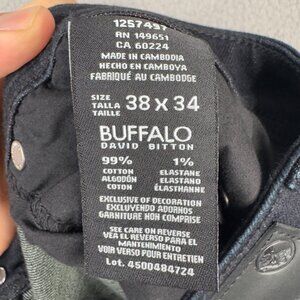 1257497
RN 149651
CA 60224
MADE IN CAMBODIA
HECHO EN CAMBOYA
FABRIQUÉ AU CAMBODGE
SIZE
TALLA 38 x 34
TAILLE
BUFFALO
DAVID BITTON
99% 1%
COTTON ELASTANE
ALGODÓN ELASTANO
COTON ÉLASTHANNE
EXCLUSIVE OF DECORATION
EXCLUYENDO ADORNOS
GARNITURE NON COMPRISE
SEE CARE ON REVERSE
VEA EL REVERSO PARA EL
MANTENIMIENTO
VOIR ENTRETIEN AU VERSO
Lot. 4500484724